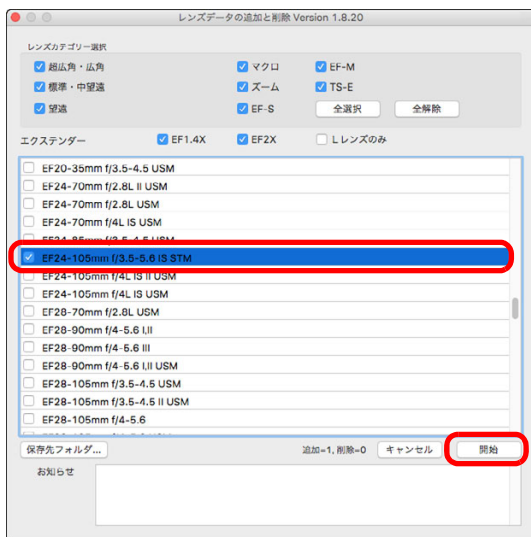 レンズデータの追加と削除 Version 1.8.20
レンズカテゴリー選択
超広角・広角 マクロ EF-M
標準・中望遠 ズーム TS-E
望遠 EF-S 全選択 全解除
エクステンダー EF1.4X EF2X Lレンズのみ
EF20-35mm f/3.5-4.5 USM
EF24-70mm f/2.8L II USM
EF24-70mm f/2.8L USM
EF24-70mm f/4L IS USM
EF24-85mm f/3.5-4.5 USM
EF24-105mm f/3.5-5.6 IS STM
EF24-105mm f/4L IS II USM
EF24-105mm f/4L IS USM
EF28-70mm f/2.8L USM
EF28-90mm f/4-5.6 I,II
EF28-90mm f/4-5.6 III
EF28-90mm f/4-5.6 I,II USM
EF28-105mm f/3.5-4.5 USM
EF28-105mm f/3.5-4.5 II USM
EF28-105mm f/4-5.6
保存先フォルダ... 追加=1, 削除=0 キャンセル 開始
お知らせ